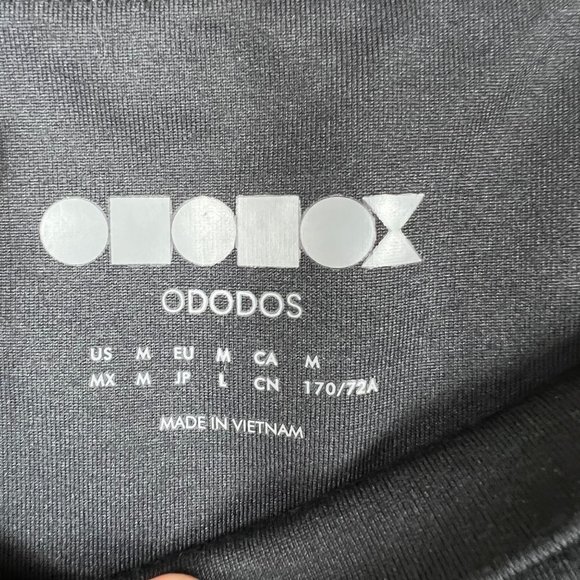 ODODOS
US M EU M CA M
MX M JP L CN 170/72A
MADE IN VIETNAM